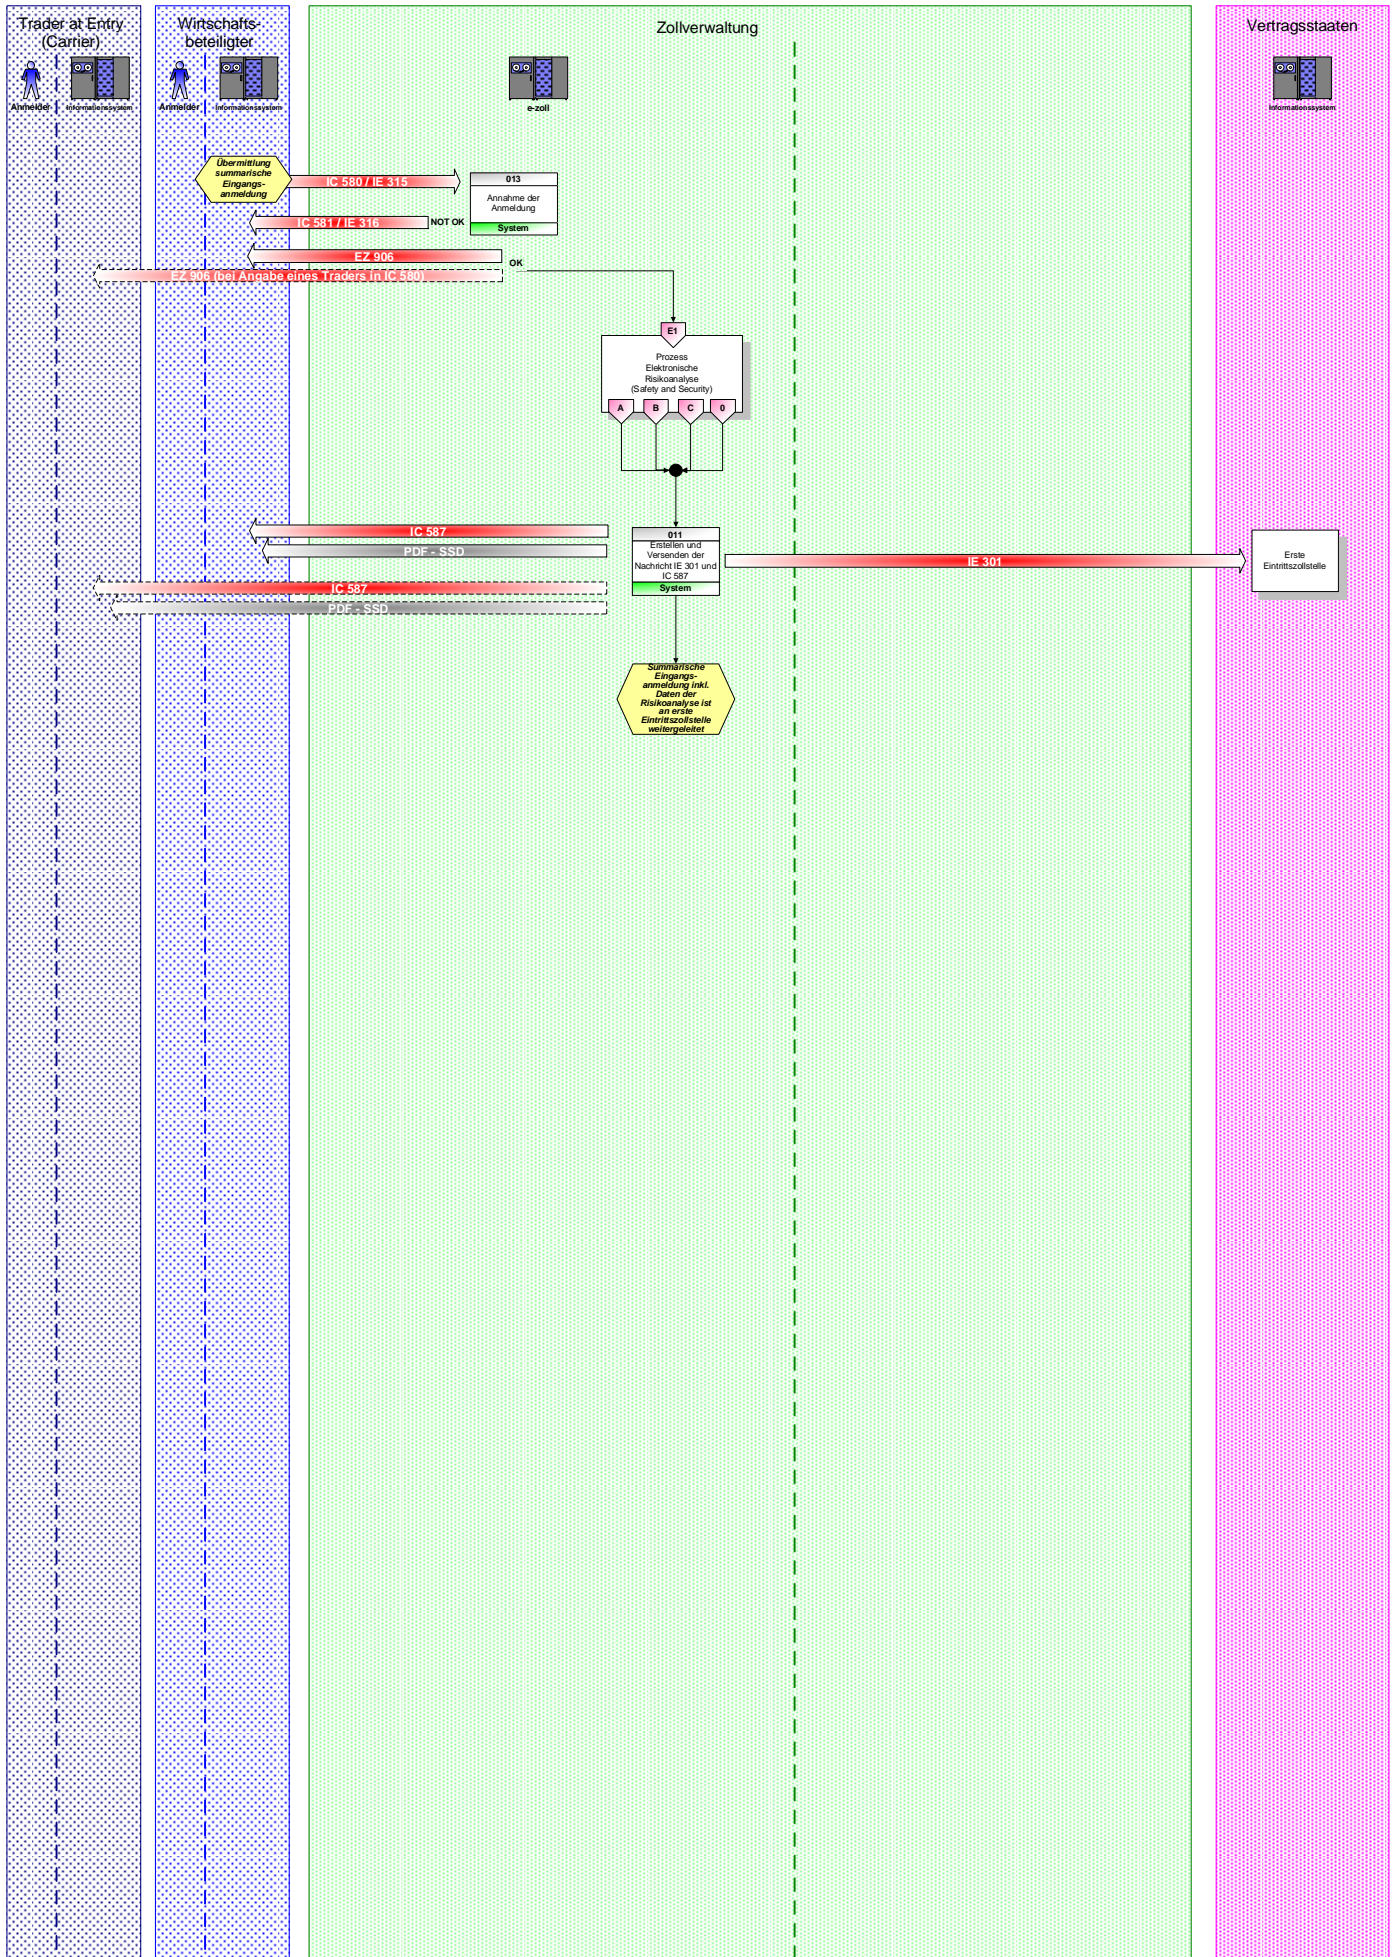 Trader at Entry
(Carrier)
Wirtschafts-
beteiligter
Zollverwaltung
Vertragsstaaten
Anmelder
Informationssystem
Anmelder
Informationssystem
e-zoll
Informationssystem
Übermittlung
summarische
Eingangs-
anmeldung
IC 580 / IE 315
013
Annahme der
Anmeldung
System
IC 581 / IE 316
NOT OK
EZ 906
OK
EZ 906 (bei Angabe eines Traders in IC 580)
E1
Prozess
Elektronische
Risikoanalyse
(Safety and Security)
A
B
C
0
IC 587
PDF - SSD
011
Erstellen und
Versenden der
Nachricht IE 301 und
IC 587
System
IE 301
Erste
Eintrittszollstelle
IC 587
PDF - SSD
Summarische
Eingangs-
anmeldung inkl.
Daten der
Risikoanalyse ist
an erste
Eintrittszollstelle
weitergeleitet